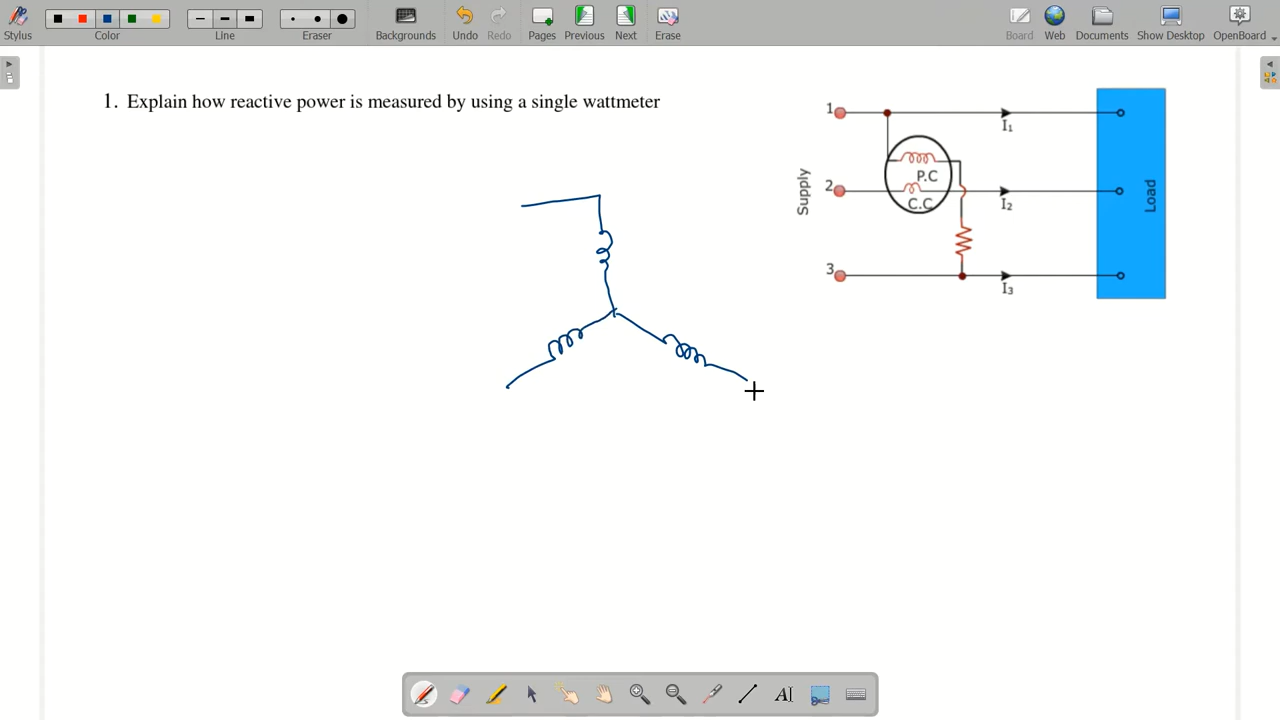 Stylus
Color
Line
Eraser
Backgrounds
Undo
Redo
Pages
Previous
Next
Erase
Board
Web
Documents
Show Desktop
OpenBoard
1. Explain how reactive power is measured by using a single wattmeter
1
I₁
P.C
Supply
2
C.C
I₂
Load
3
I₃
AI